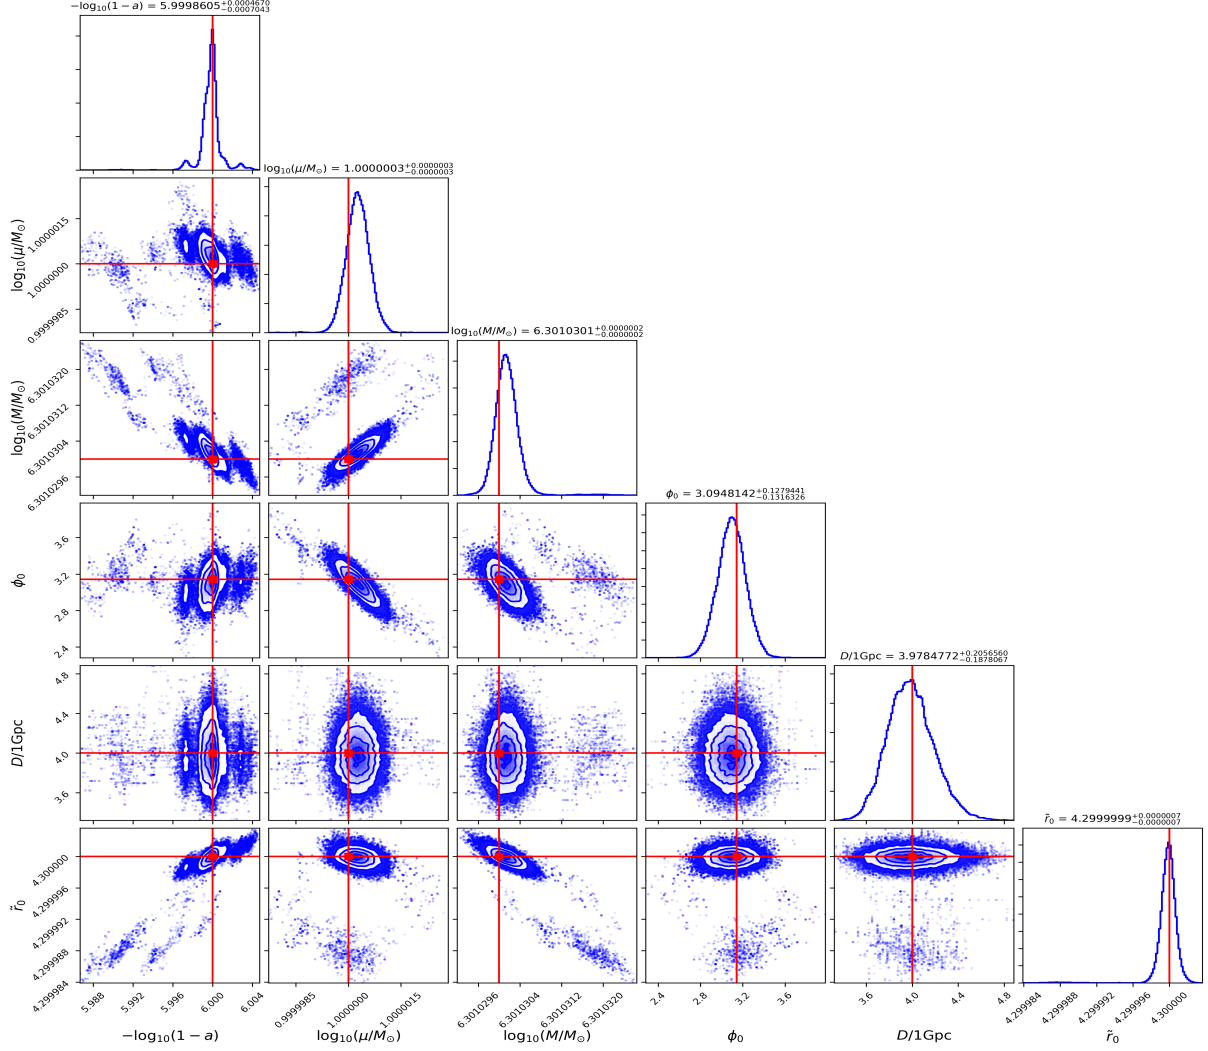 −log₁₀(1 − a) = 5.9998605+0.0004670−0.0007043
log₁₀(μ/M⊙) = 1.0000003+0.0000003−0.0000003
log₁₀(μ/M⊙)
1.0000015
1.0000000
0.9999985
log₁₀(M/M⊙) = 6.3010301+0.0000002−0.0000002
log₁₀(M/M⊙)
6.3010320
6.3010312
6.3010304
6.3010296
ϕ₀ = 3.0948142+0.1279441−0.1316326
ϕ₀
3.6
3.2
2.8
2.4
D/1Gpc = 3.9784772+0.2056560−0.1878067
D/1Gpc
4.8
4.4
4.0
3.6
r̃₀ = 4.2999999+0.0000007−0.0000007
r̃₀
4.300000
4.299996
4.299992
4.299988
4.299984
5.988 5.992 5.996 6.000 6.004
0.9999985 1.0000000 1.0000015
6.3010296 6.3010304 6.3010312 6.3010320
2.4 2.8 3.2 3.6
3.6 4.0 4.4 4.8
4.299984 4.299988 4.299992 4.299996 4.300000
−log₁₀(1 − a) log₁₀(μ/M⊙) log₁₀(M/M⊙) ϕ₀ D/1Gpc r̃₀